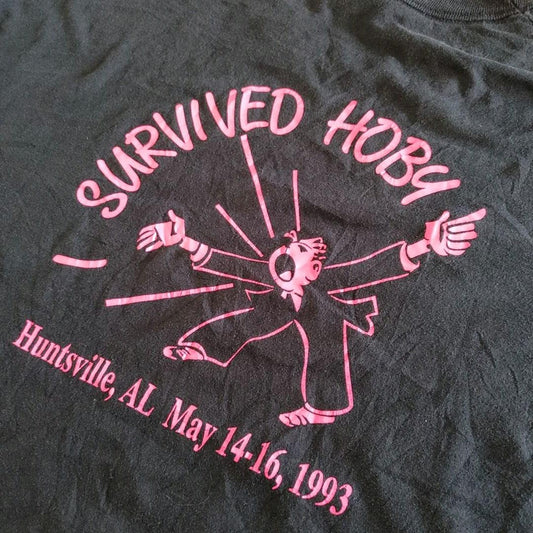 I SURVIVED HOBY
Huntsville, AL May 14-16, 1993